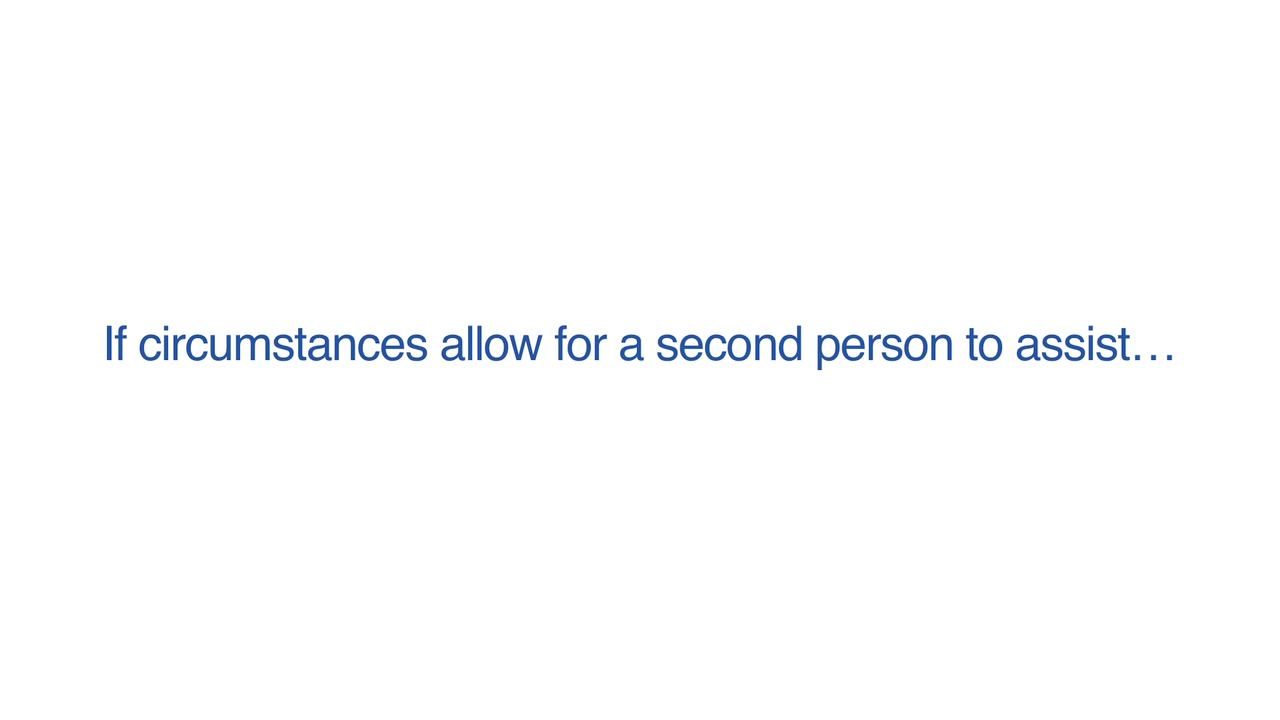 If circumstances allow for a second person to assist…